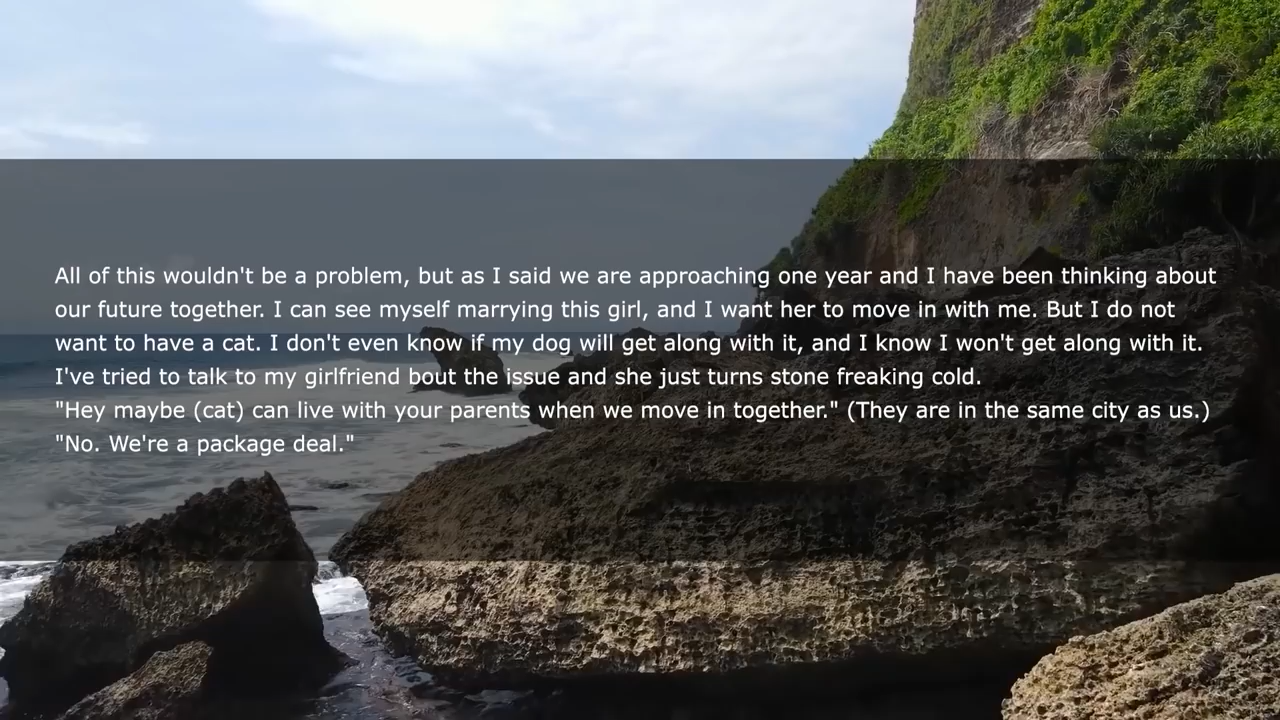 All of this wouldn't be a problem, but as I said we are approaching one year and I have been thinking about
our future together. I can see myself marrying this girl, and I want her to move in with me. But I do not
want to have a cat. I don't even know if my dog will get along with it, and I know I won't get along with it.
I've tried to talk to my girlfriend bout the issue and she just turns stone freaking cold.
"Hey maybe (cat) can live with your parents when we move in together." (They are in the same city as us.)
"No. We're a package deal."